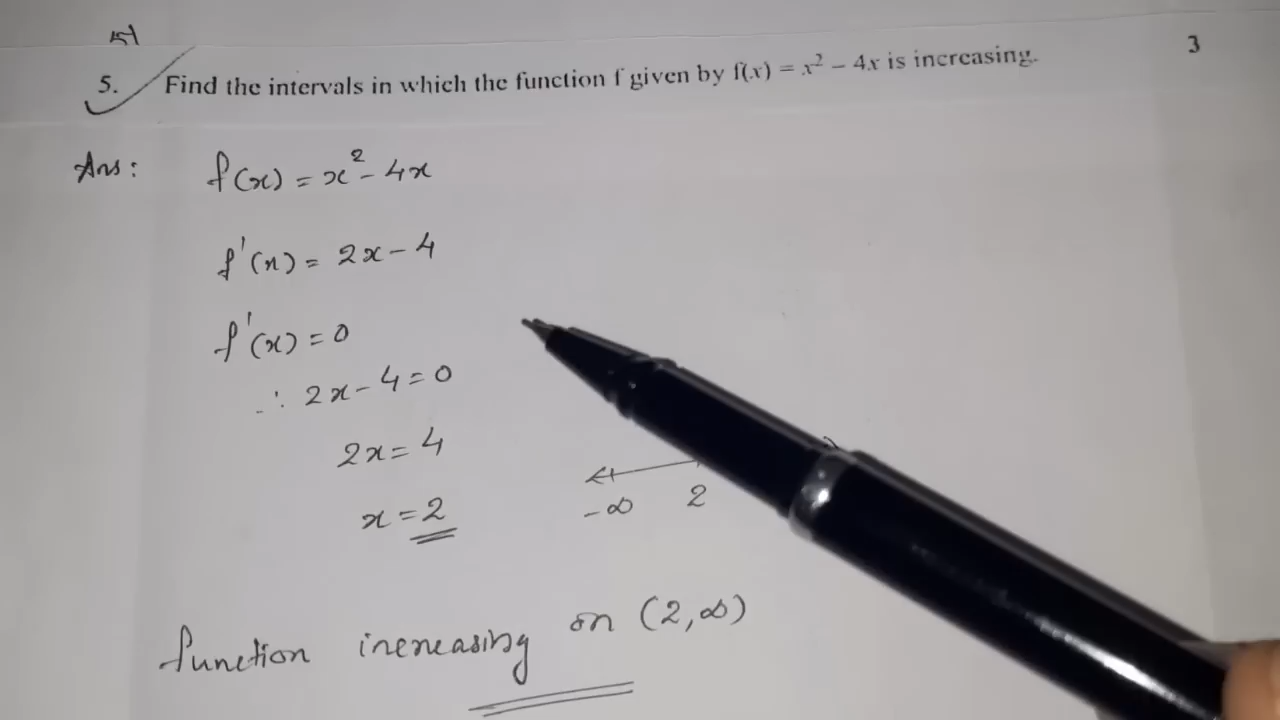 5. Find the intervals in which the function f given by f(x) = x² – 4x is increasing. 3
Ans: f(x) = x² - 4x
f'(x) = 2x - 4
f'(x) = 0
∴ 2x - 4 = 0
2x = 4
x = 2
-∞ 2
function increasing on (2, ∞)